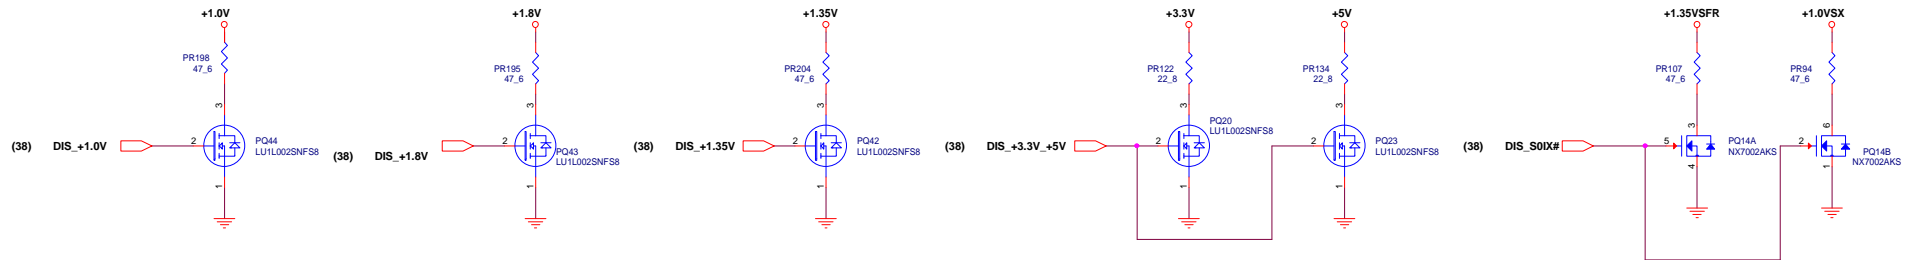 +1.0V
PR198
47_6
3
2
1
PQ44
LU1L002SNFS8
(38) DIS_+1.0V
+1.8V
PR195
47_6
3
2
1
PQ43
LU1L002SNFS8
(38) DIS_+1.8V
+1.35V
PR204
47_6
3
2
1
PQ42
LU1L002SNFS8
(38) DIS_+1.35V
+3.3V
PR122
22_8
3
2
1
PQ20
LU1L002SNFS8
(38) DIS_+3.3V_+5V
+5V
PR134
22_8
3
2
1
PQ23
LU1L002SNFS8
+1.35VSFR
PR107
47_6
3
5
4
PQ14A
NX7002AKS
(38) DIS_S0IX#
+1.0VSX
PR94
47_6
6
2
1
PQ14B
NX7002AKS